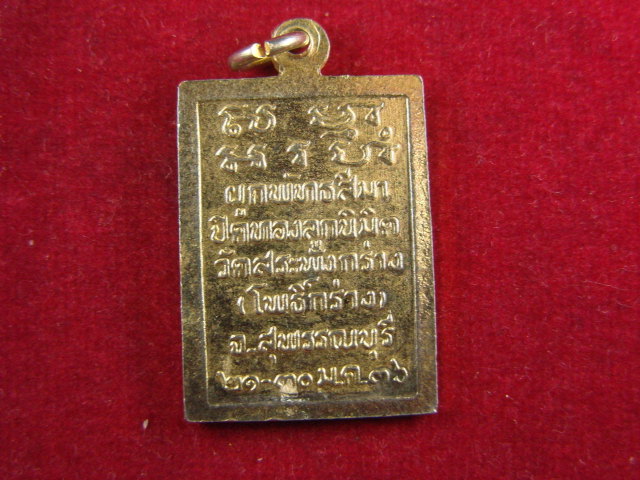 ผูกพัทธสีมา
ปิดทองลูกนิมิต
วัดสระพังกร่าง
(โพธิ์กร่าง)
จ.สุพรรณบุรี
๒๑-๓๐ ม.ค. ๓๖